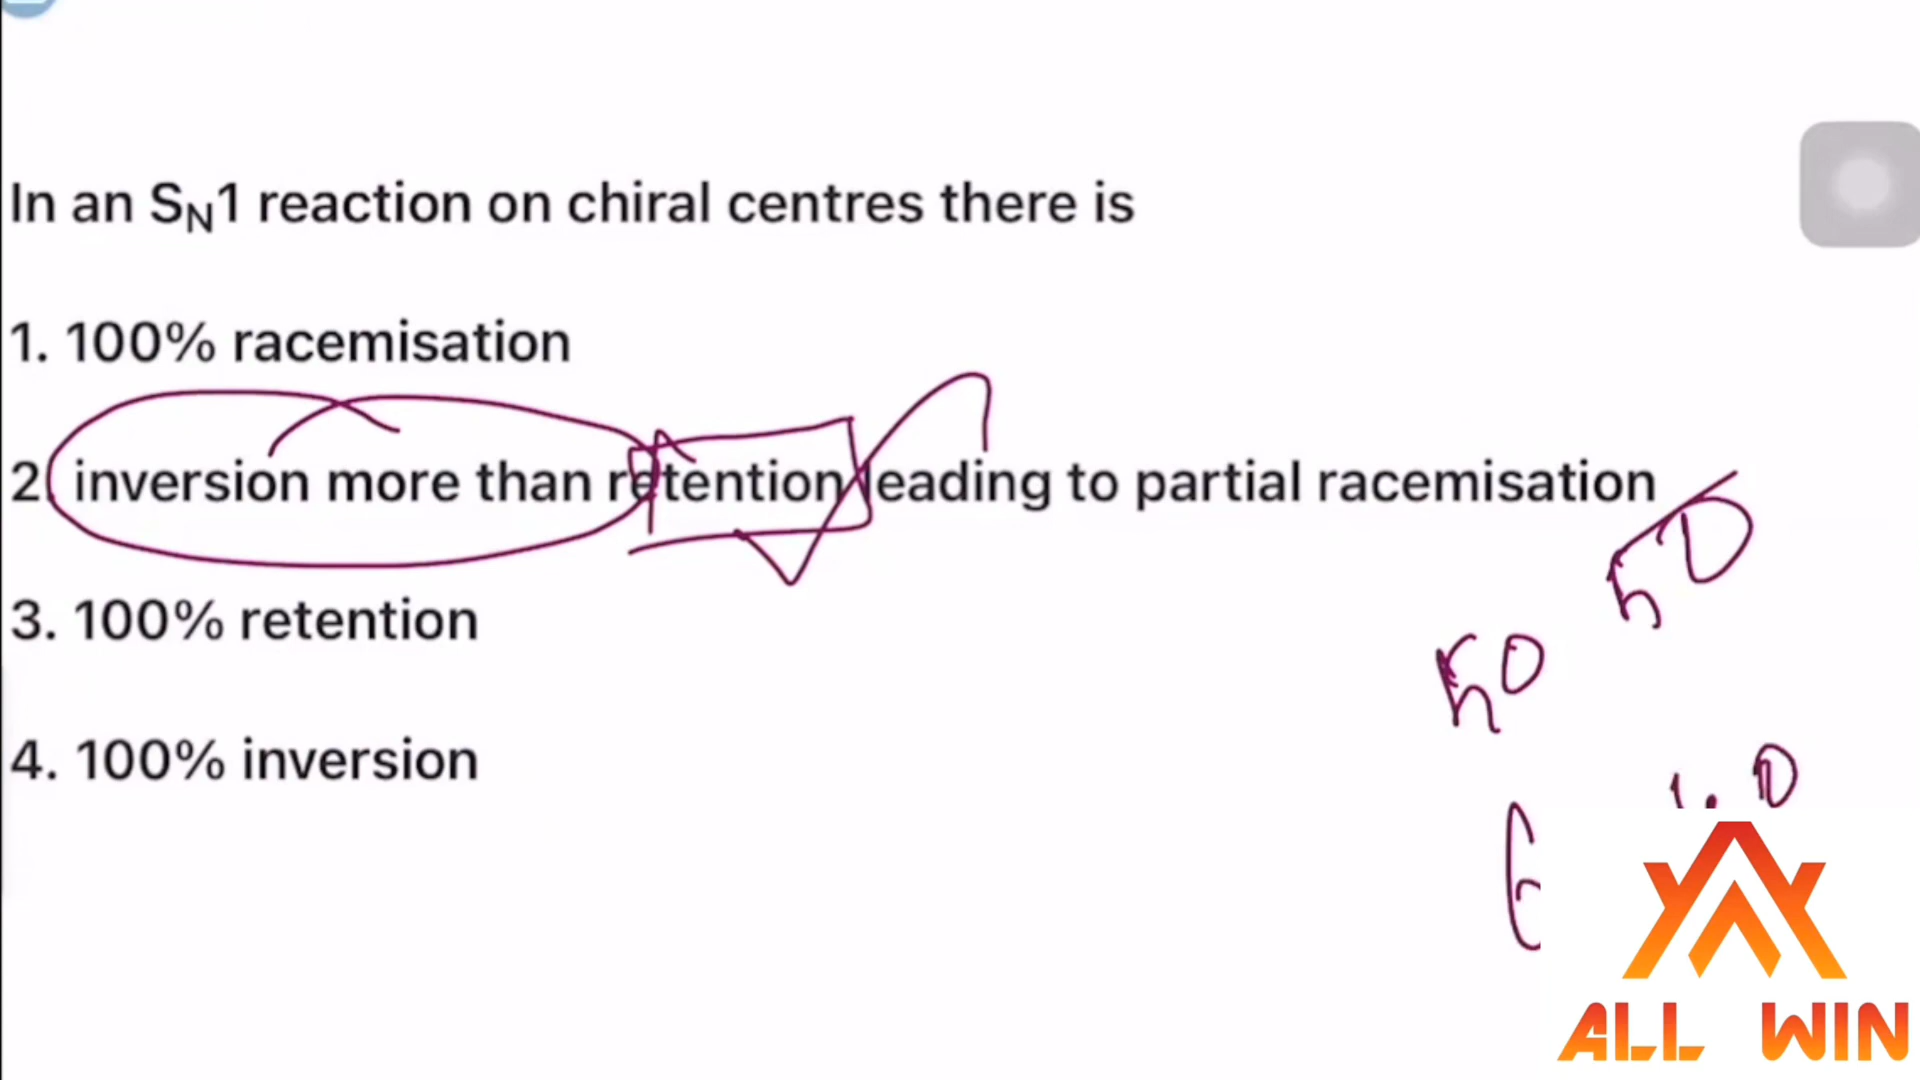 In an SN1 reaction on chiral centres there is
1. 100% racemisation
2. inversion more than retention leading to partial racemisation
50
3. 100% retention
50
4. 100% inversion
ALL WIN